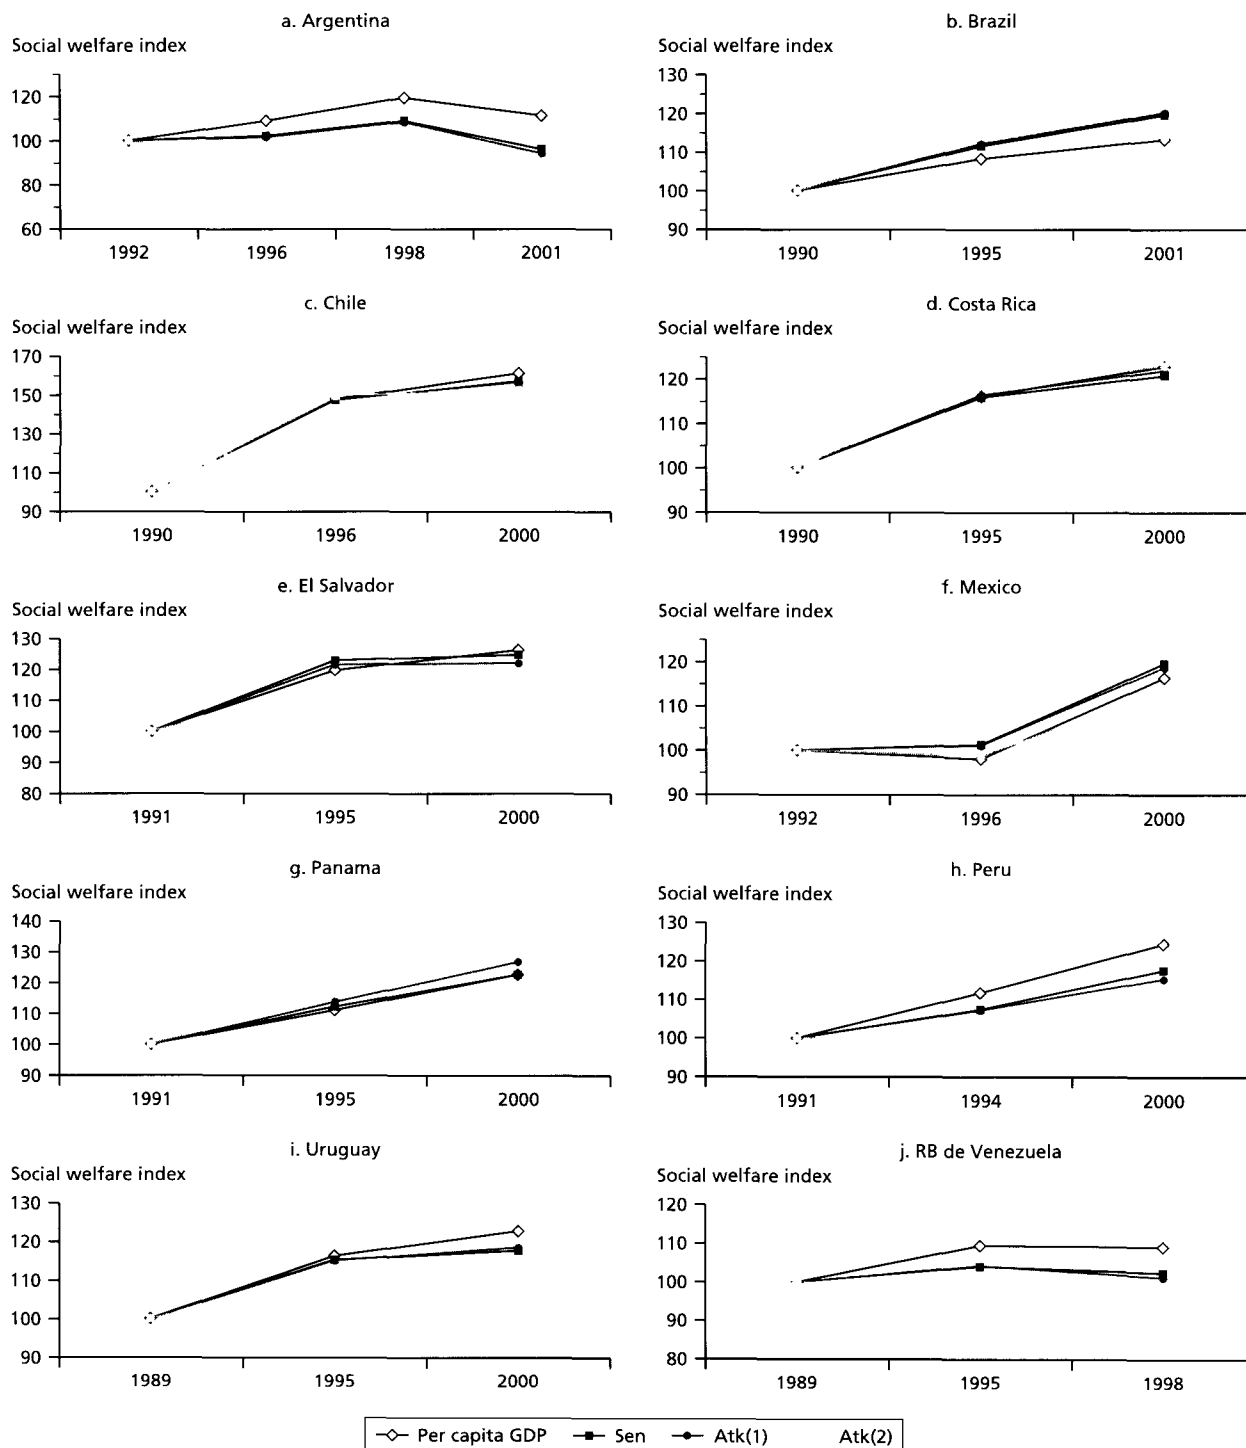 a. Argentina
Social welfare index
120
100
80
60
1992 1996 1998 2001
b. Brazil
Social welfare index
130
120
110
100
90
1990 1995 2001
c. Chile
Social welfare index
170
150
130
110
90
1990 1996 2000
d. Costa Rica
Social welfare index
120
110
100
90
1990 1995 2000
e. El Salvador
Social welfare index
130
120
110
100
90
80
1991 1995 2000
f. Mexico
Social welfare index
120
110
100
90
1992 1996 2000
g. Panama
Social welfare index
140
130
120
110
100
90
1991 1995 2000
h. Peru
Social welfare index
130
120
110
100
90
1991 1994 2000
i. Uruguay
Social welfare index
130
120
110
100
90
1989 1995 2000
j. RB de Venezuela
Social welfare index
120
110
100
90
80
1989 1995 1998
Per capita GDP Sen Atk(1) Atk(2)